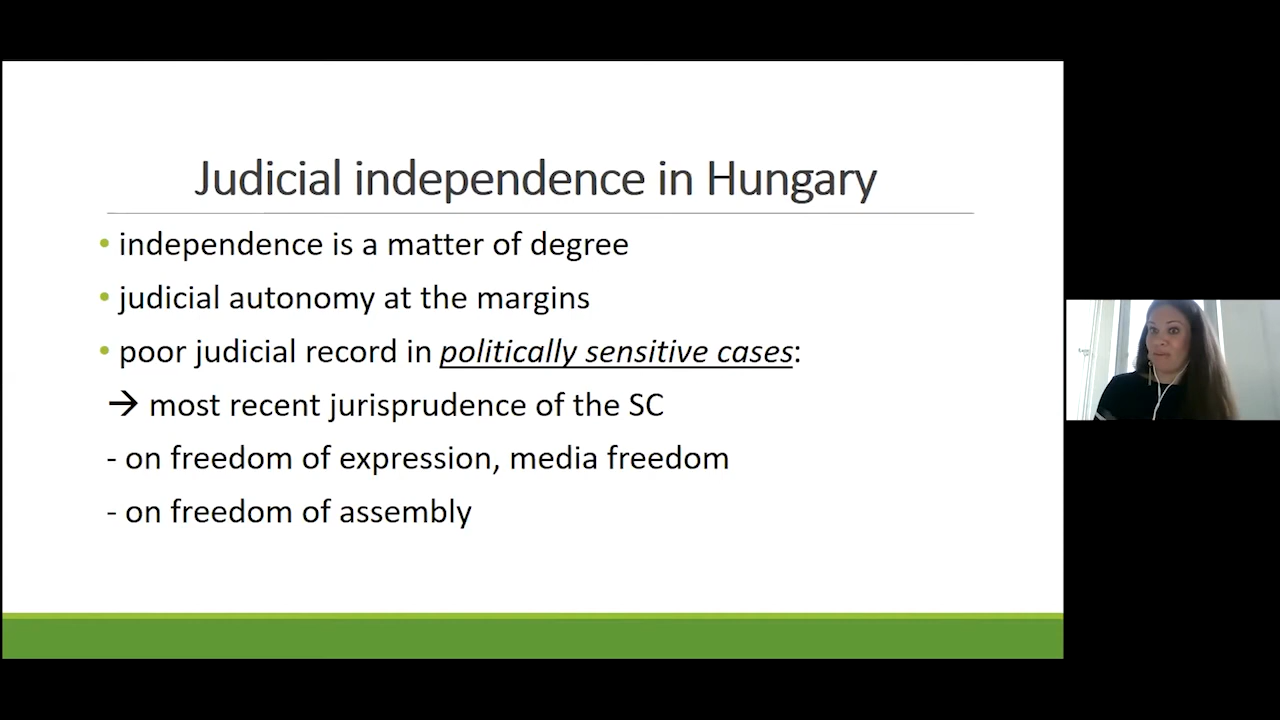 Judicial independence in Hungary
• independence is a matter of degree
• judicial autonomy at the margins
• poor judicial record in politically sensitive cases:
→ most recent jurisprudence of the SC
- on freedom of expression, media freedom
- on freedom of assembly